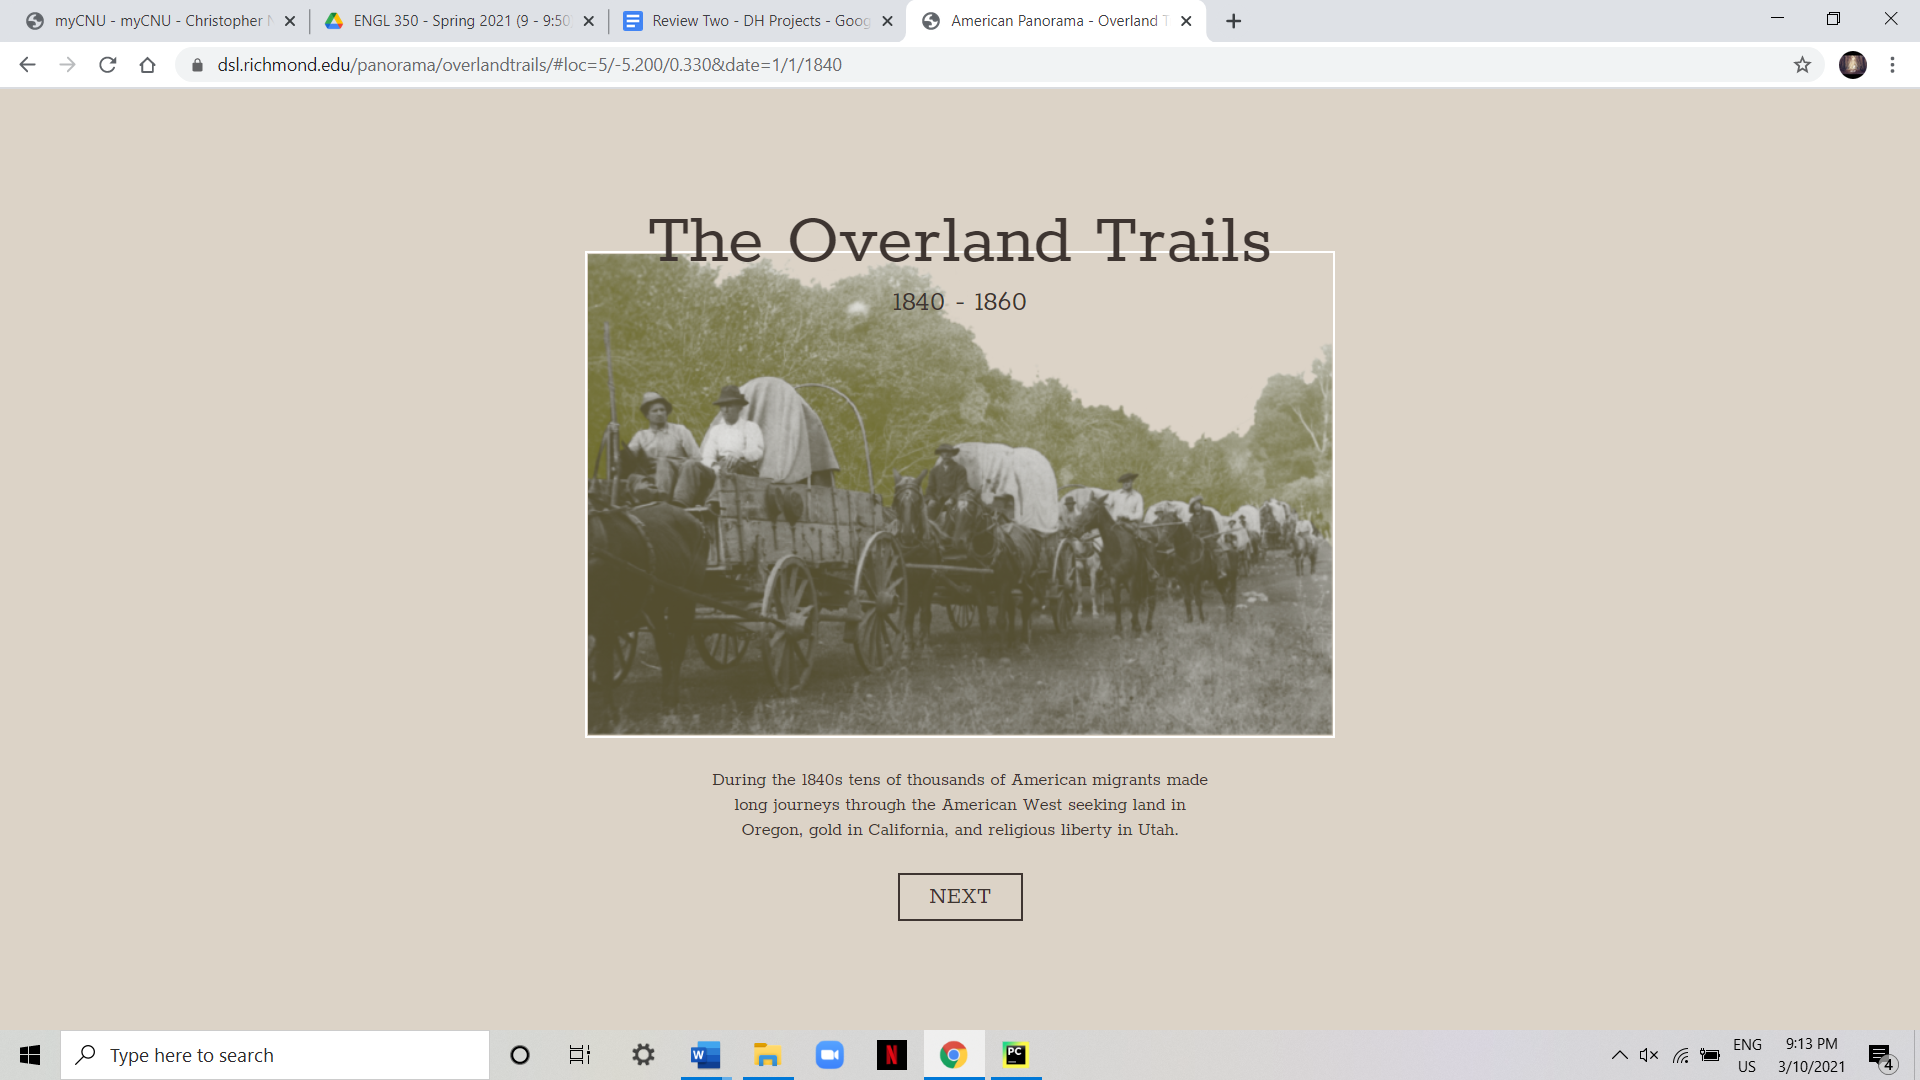 myCNU - myCNU - Christopher N
ENGL 350 - Spring 2021 (9 - 9:50
Review Two - DH Projects - Goog
American Panorama - Overland T
dsl.richmond.edu/panorama/overlandtrails/#loc=5/-5.200/0.330&date=1/1/1840
The Overland Trails
1840 - 1860
During the 1840s tens of thousands of American migrants made
long journeys through the American West seeking land in
Oregon, gold in California, and religious liberty in Utah.
NEXT
Type here to search
W
N
PC
ENG
US
9:13 PM
3/10/2021
4